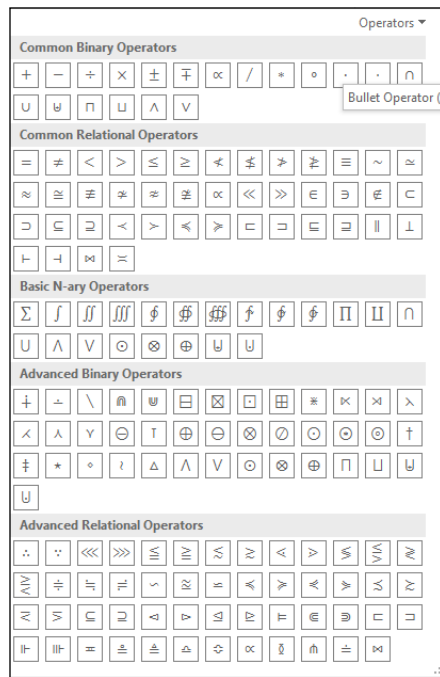 Operators
Common Binary Operators
+ − ÷ × ± ∓ ∝ / ∗ ∘ ∙ ⋅ ∩
∪ ⊎ ⊓ ⊔ ∧ ∨
Bullet Operator (
Common Relational Operators
= ≠ < > ≤ ≥ ≮ ≰ ≯ ≱ ≡ ∼ ≃
≈ ≅ ≢ ≄ ≉ ≇ ∝ ≪ ≫ ∈ ∋ ∉ ⊂
⊃ ⊆ ⊇ ≺ ≻ ≼ ≽ ⊏ ⊐ ⊑ ⊒ ∥ ⊥
⊢ ⊣ ⋈ ≍
Basic N-ary Operators
∑ ∫ ∬ ∭ ∮ ∯ ∰ ∱ ∲ ∳ ∏ ∐ ⋂
⋃ ⋀ ⋁ ⨀ ⨂ ⨁ ⨄ ⨃
Advanced Binary Operators
∔ ∸ ∖ ⋒ ⋓ ⊟ ⊠ ⊡ ⊞ ⋇ ⋉ ⋊ ⋋
⋌ ⋏ ⋎ ⊝ ⊺ ⊕ ⊖ ⊗ ⊘ ⊙ ⊛ ⊚ †
‡ ⋆ ⋄ ≀ △ ⋀ ⋁ ⨀ ⨂ ⨁ ⨅ ⨆ ⨄
⨃
Advanced Relational Operators
∴ ∵ ⋘ ⋙ ≦ ≧ ≲ ≳ ⋖ ⋗ ≶ ⋚ ≷
⋛ ≑ ≒ ≓ ∽ ≊ ⋍ ≼ ≽ ⋞ ⋟ ≾ ≿
⋜ ⋝ ⊆ ⊇ ⊲ ⊳ ⊴ ⊵ ⊨ ⋐ ⋑ ⊏ ⊐
⊩ ⊪ ≖ ≗ ≜ ≏ ≎ ∝ ≬ ⋔ ≐ ⋈